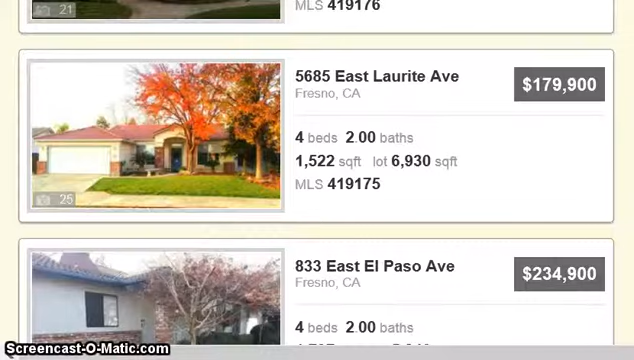 21
MLS 419176
5685 East Laurite Ave
Fresno, CA
$179,900
4 beds 2.00 baths
1,522 sqft lot 6,930 sqft
MLS 419175
25
833 East El Paso Ave
Fresno, CA
$234,900
4 beds 2.00 baths
Screencast-O-Matic.com